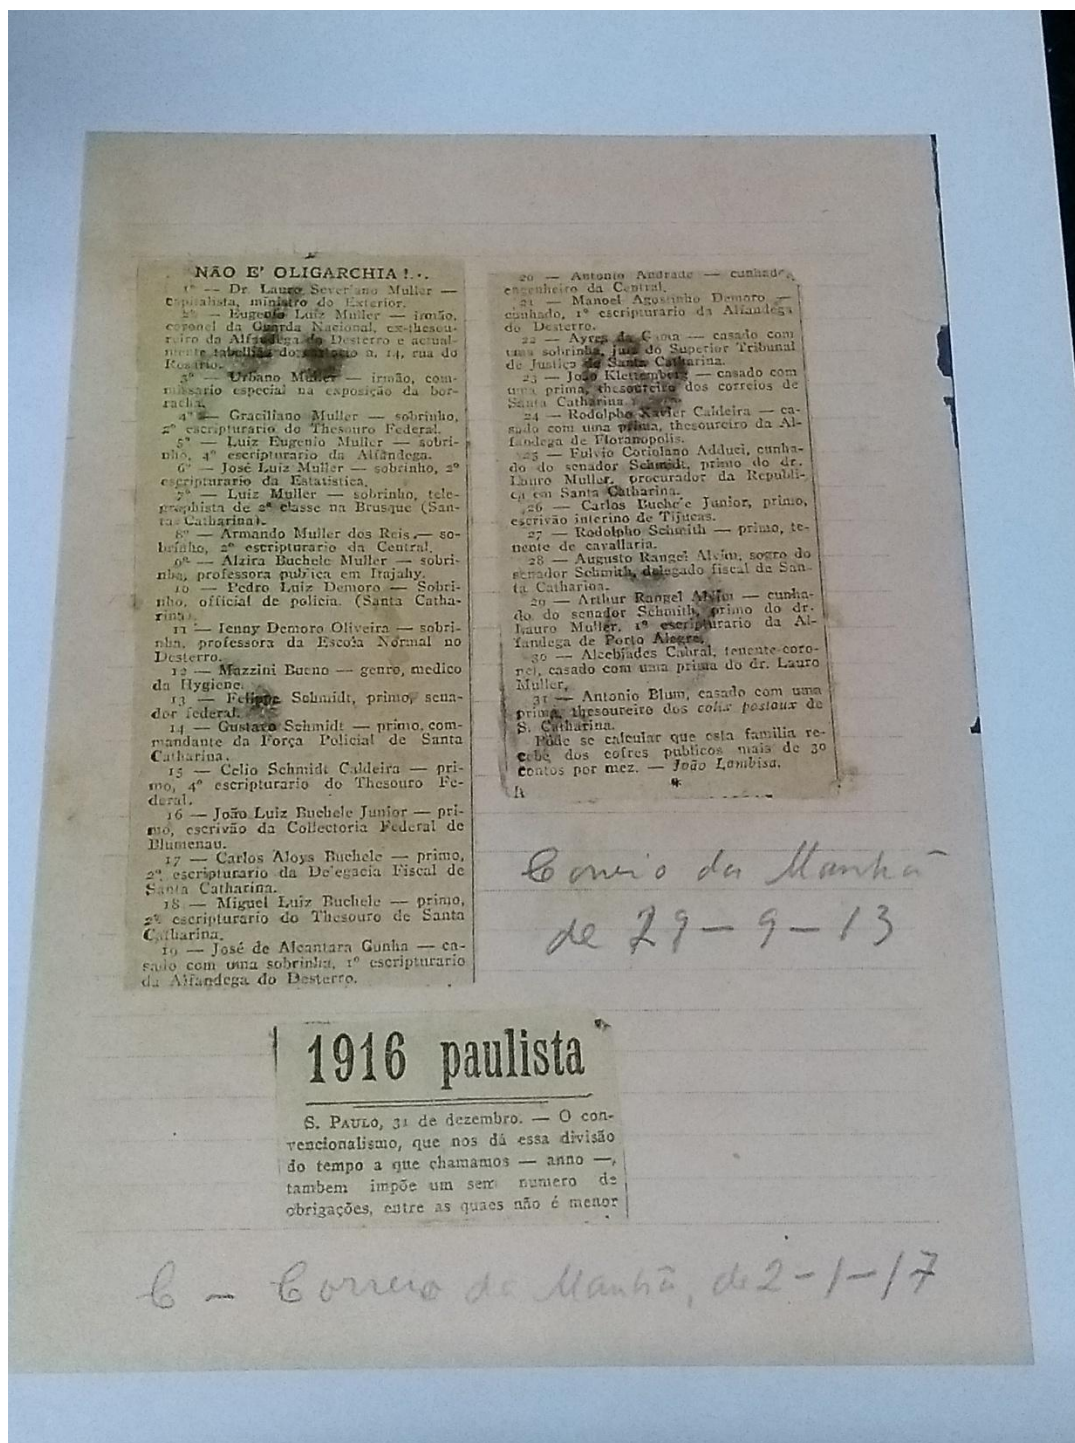 NÃO E' OLIGARCHIA!...
1º — Dr. Lauro Severiano Muller —
capitalista, ministro do Exterior.
2º — Eugenio Luiz Muller — irmão,
coronel da Guarda Nacional, ex-thesou-
reiro da Alfandega do Desterro e actual-
mente tabellião do cartorio n. 14, rua do
Rosario.
3º — Urbano Muller — irmão, com-
missario especial na exposição da bor-
racha.
4º — Graciliano Muller — sobrinho,
2º escripturario do Thesouro Federal.
5º — Luiz Eugenio Muller — sobri-
nho, 4º escripturario da Alfândega.
6º — José Luiz Muller — sobrinho, 2º
escripturario da Estatistica.
7º — Luiz Muller — sobrinho, tele-
graphista de 2ª classe na Brusque (San-
ta Catharina).
8º — Armando Muller dos Reis — so-
brinho, 2º escripturario da Central.
9º — Alzira Buchele Muller — sobri-
nha, professora publica em Itajahy.
10 — Pedro Luiz Demoro — Sobri-
nho, official de policia. (Santa Catha-
rina).
11 — Jenny Demoro Oliveira — sobri-
nha, professora da Escola Normal no
Desterro.
12 — Mazzini Bueno — genro, medico
da Hygiene.
13 — Felippe Schmidt, primo, sena-
dor federal.
14 — Gustavo Schmidt — primo, com-
mandante da Força Policial de Santa
Catharina.
15 — Celio Schmidt Caldeira — pri-
mo, 4º escripturario do Thesouro Fe-
deral.
16 — João Luiz Buchele Junior — pri-
mo, escrivão da Collectoria Federal de
Blumenau.
17 — Carlos Aloys Buchele — primo,
2º escripturario da Delegacia Fiscal de
Santa Catharina.
18 — Miguel Luiz Buchele — primo,
2º escripturario do Thesouro de Santa
Catharina.
19 — José de Alcantara Gunha — ca-
sado com uma sobrinha, 1º escripturario
da Alfandega do Desterro.
20 — Antonio Andrade — cunhado,
engenheiro da Central.
21 — Manoel Agostinho Demoro —
cunhado, 1º escripturario da Alfandega
do Desterro.
22 — Ayres da Gama — casado com
uma sobrinha, juiz do Superior Tribunal
de Justiça de Santa Catharina.
23 — João Klettemberg — casado com
uma prima, thesoureiro dos correios de
Santa Catharina.
24 — Rodolpho Xavier Caldeira — ca-
sado com uma prima, thesoureiro da Al-
fandega de Floranopolis.
25 — Fulvio Coriolano Adduci, cunha-
do do senador Schmidt, primo do dr.
Lauro Muller, procurador da Republi-
ca em Santa Catharina.
26 — Carlos Buchele Junior, primo,
escrivão interino de Tijucas.
27 — Rodolpho Schmith — primo, te-
nente de cavallaria.
28 — Augusto Rangel Alvim, sogro do
senador Schmith, delegado fiscal de San-
ta Catharina.
29 — Arthur Rangel Alvim — cunha-
do do senador Schmith, primo do dr.
Lauro Muller, 1º escripturario da Al-
fandega de Porto Alegre.
30 — Alcebiades Cabral, tenente-coro-
nel, casado com uma prima do dr. Lauro
Muller.
31 — Antonio Blum, casado com uma
prima, thesoureiro dos colix postaux de
S. Catharina.
Póde se calcular que esta familia re-
cebe dos cofres publicos mais de 30
contos por mez. — João Lambisa.
Correio da Manhã
de 29-9-13
1916 paulista
S. PAULO, 31 de dezembro. — O con-
vencionalismo, que nos dá essa divisão
do tempo a que chamamos — anno —,
tambem impõe um sem numero de
obrigações, entre as quaes não é menor
C — Correio da Manhã, de 2-1-17